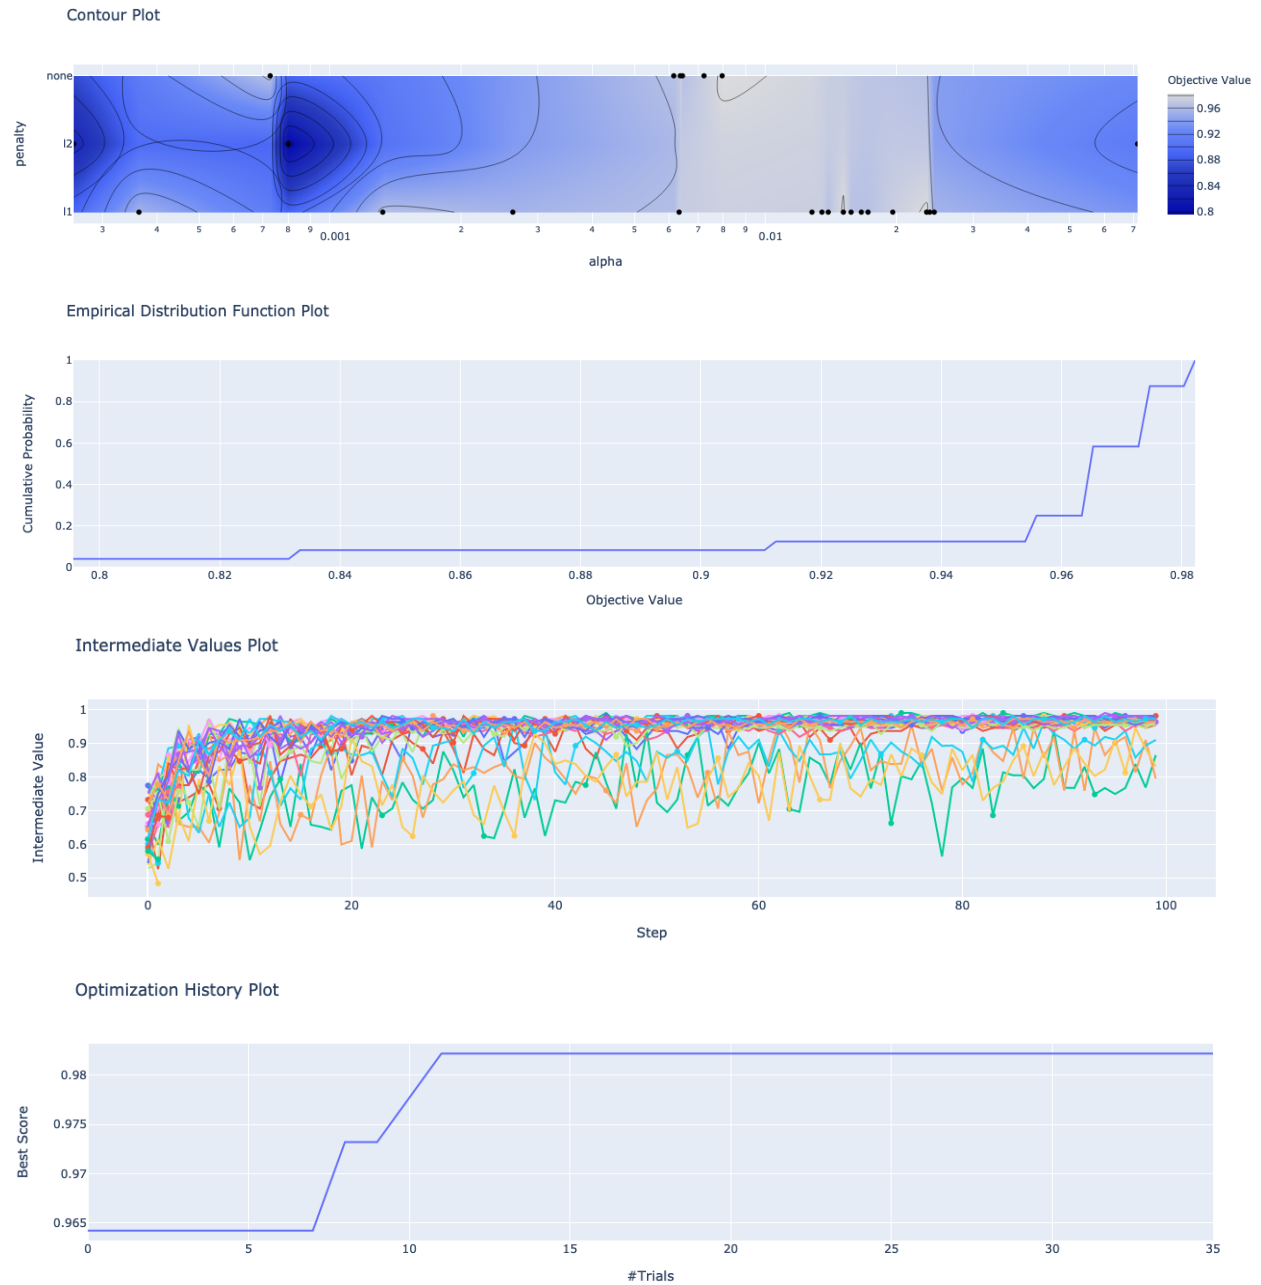 Contour Plot
none
l2
l1
penalty
3 4 5 6 7 8 9 0.001 2 3 4 5 6 7 8 9 0.01 2 3 4 5 6 7
alpha
Objective Value
0.96
0.92
0.88
0.84
0.8
Empirical Distribution Function Plot
1
0.8
0.6
0.4
0.2
0
Cumulative Probability
0.8 0.82 0.84 0.86 0.88 0.9 0.92 0.94 0.96 0.98
Objective Value
Intermediate Values Plot
1
0.9
0.8
0.7
0.6
0.5
Intermediate Value
0 20 40 60 80 100
Step
Optimization History Plot
0.98
0.975
0.97
0.965
Best Score
0 5 10 15 20 25 30 35
#Trials